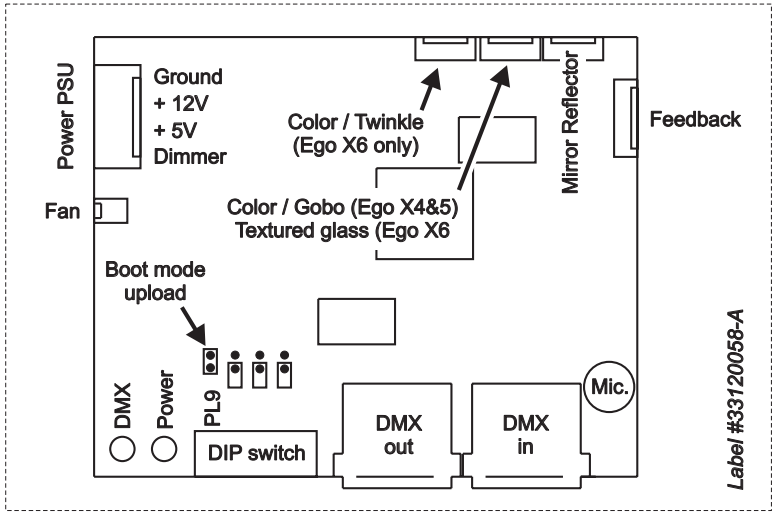 Power PSU
Ground
+ 12V
+ 5V
Dimmer
Color / Twinkle
(Ego X6 only)
Mirror Reflector
Feedback
Fan
Color / Gobo (Ego X4&5)
Textured glass (Ego X6
Boot mode
upload
DMX
Power
PL9
DIP switch
DMX
out
DMX
in
Mic.
Label #33120058-A